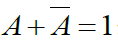 A + A̅ = 1